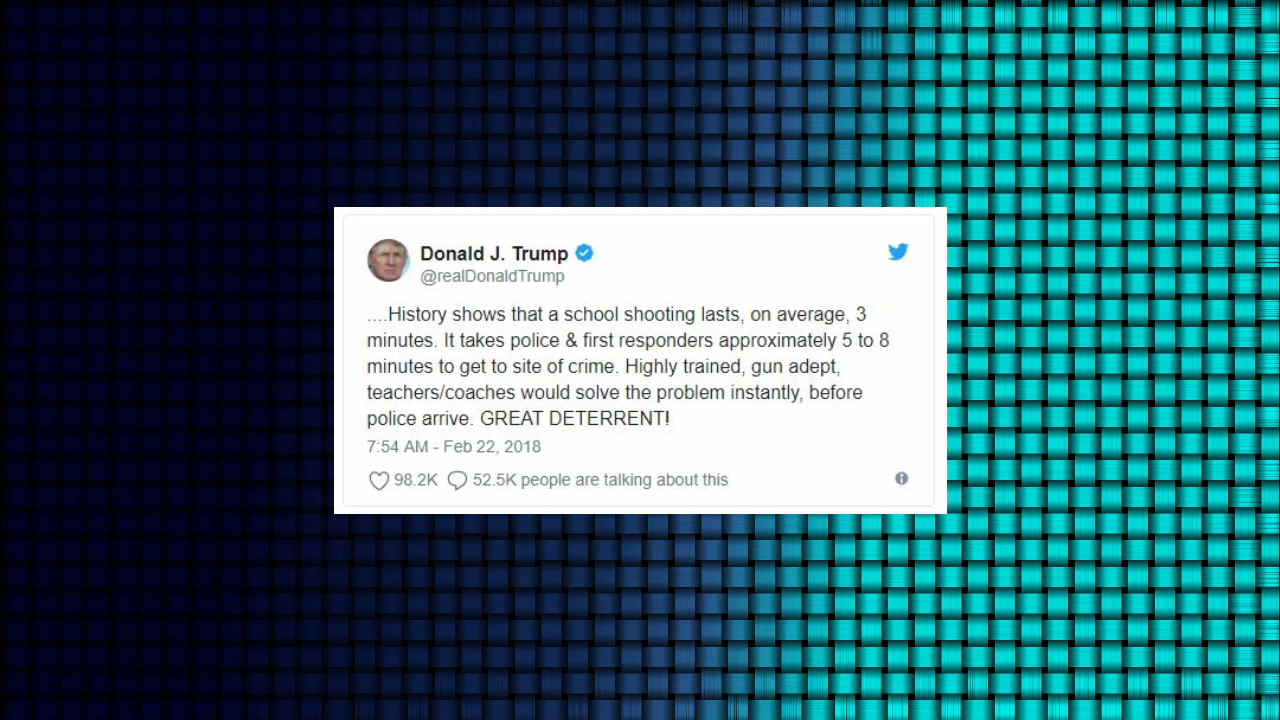 Donald J. Trump
@realDonaldTrump
....History shows that a school shooting lasts, on average, 3
minutes. It takes police & first responders approximately 5 to 8
minutes to get to site of crime. Highly trained, gun adept,
teachers/coaches would solve the problem instantly, before
police arrive. GREAT DETERRENT!
7:54 AM - Feb 22, 2018
98.2K 52.5K people are talking about this